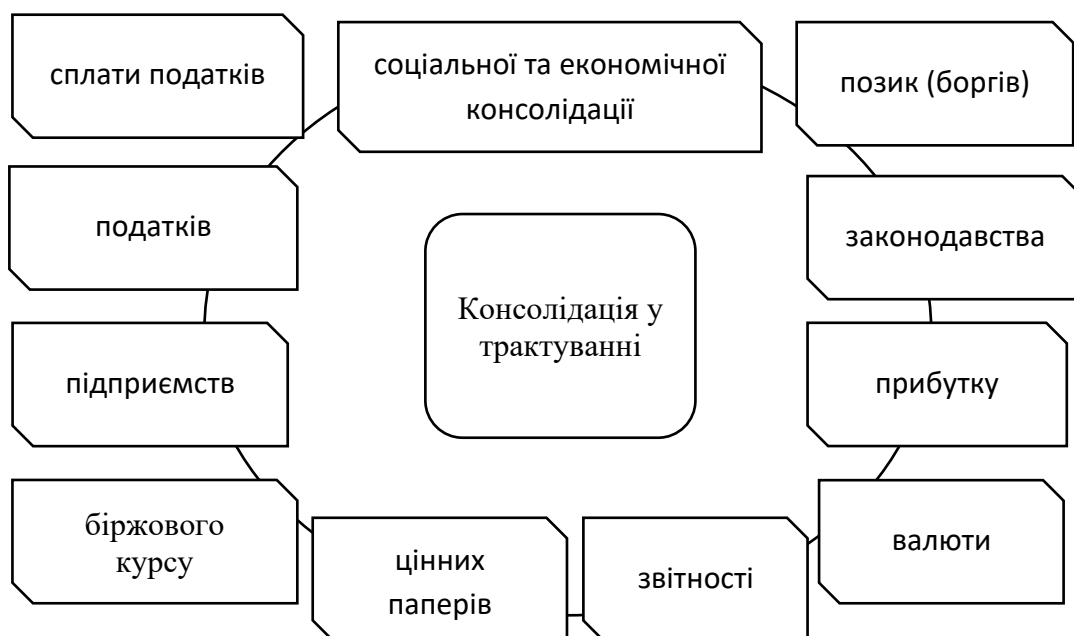 сплати податків
соціальної та економічної
консолідації
позик (боргів)
податків
законодавства
Консолідація у
трактуванні
підприємств
прибутку
біржового
курсу
цінних
паперів
звітності
валюти